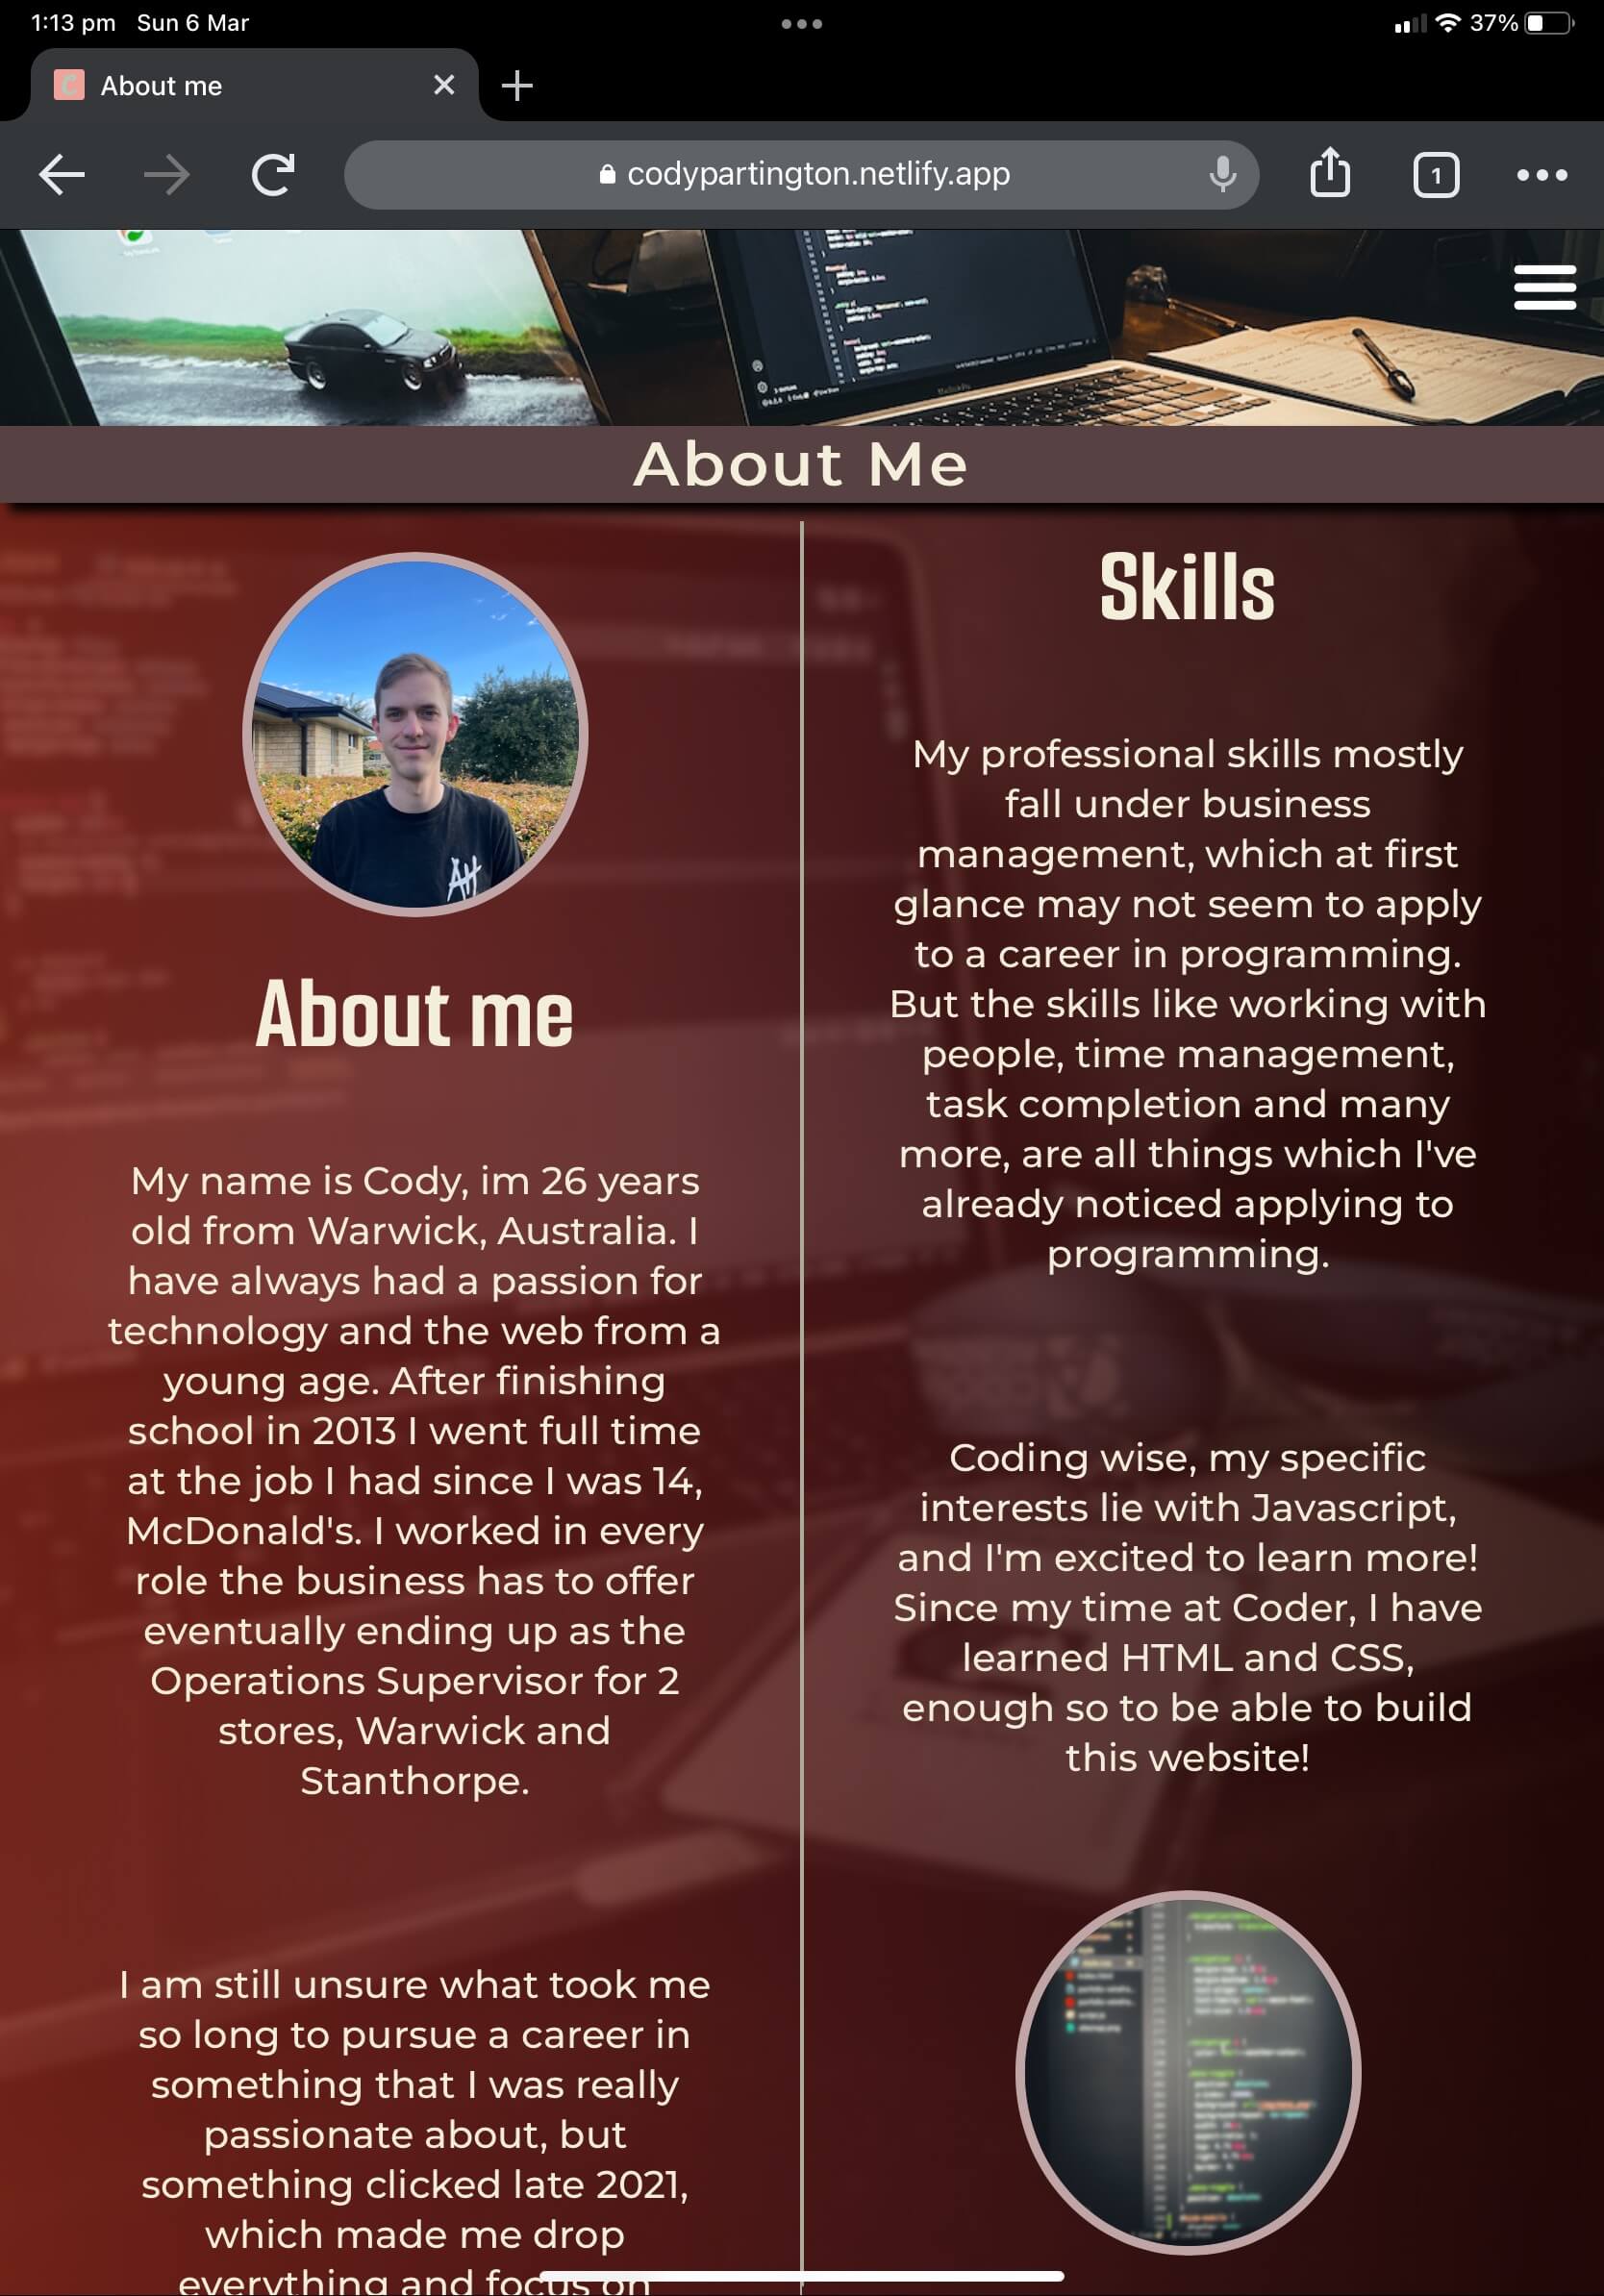 1:13 pm Sun 6 Mar
37%
About me
codypartington.netlify.app
1
About Me
AH
About me
My name is Cody, im 26 years
old from Warwick, Australia. I
have always had a passion for
technology and the web from a
young age. After finishing
school in 2013 I went full time
at the job I had since I was 14,
McDonald's. I worked in every
role the business has to offer
eventually ending up as the
Operations Supervisor for 2
stores, Warwick and
Stanthorpe.
I am still unsure what took me
so long to pursue a career in
something that I was really
passionate about, but
something clicked late 2021,
which made me drop
everything and focus on
Skills
My professional skills mostly
fall under business
management, which at first
glance may not seem to apply
to a career in programming.
But the skills like working with
people, time management,
task completion and many
more, are all things which I've
already noticed applying to
programming.
Coding wise, my specific
interests lie with Javascript,
and I'm excited to learn more!
Since my time at Coder, I have
learned HTML and CSS,
enough so to be able to build
this website!